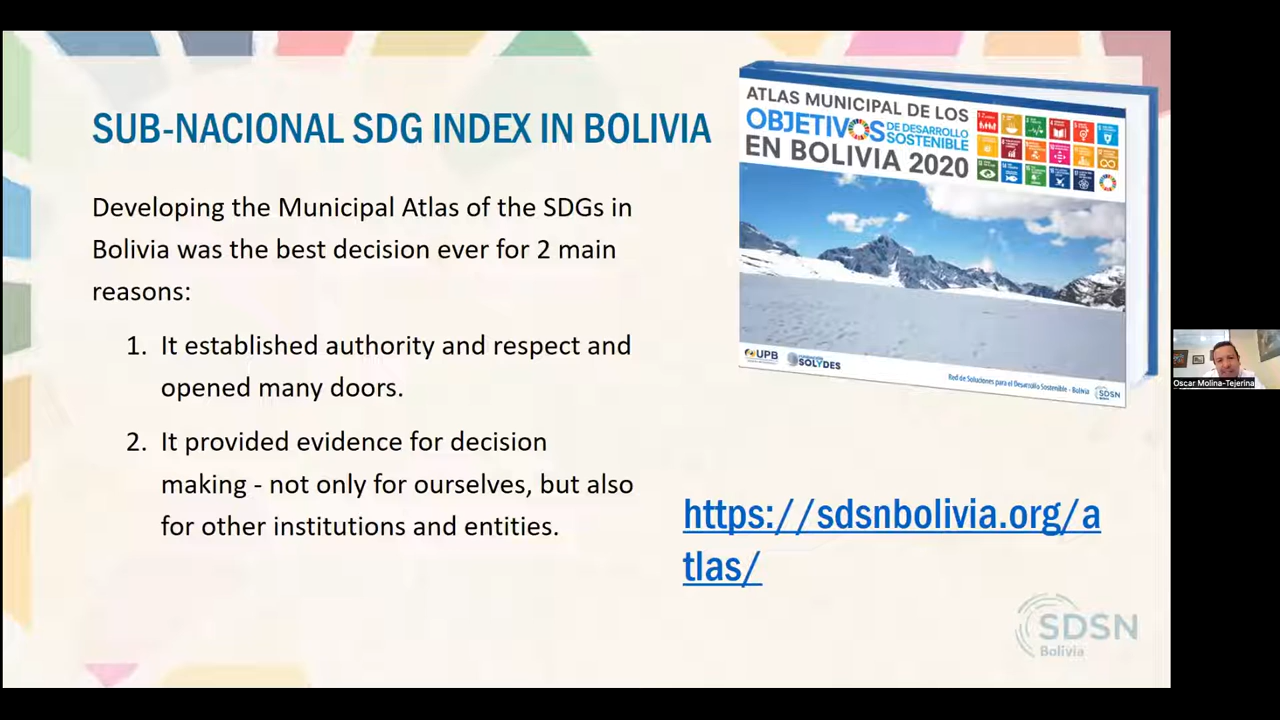 SUB-NACIONAL SDG INDEX IN BOLIVIA
Developing the Municipal Atlas of the SDGs in
Bolivia was the best decision ever for 2 main
reasons:
1. It established authority and respect and
opened many doors.
2. It provided evidence for decision
making - not only for ourselves, but also
for other institutions and entities.
ATLAS MUNICIPAL DE LOS
OBJETIVOS DE DESARROLLO
SOSTENIBLE
EN BOLIVIA 2020
UPB
SOLYDES
Red de Soluciones para el Desarrollo Sostenible - Bolivia
SDSN
https://sdsnbolivia.org/a
tlas/
SDSN
Bolivia
Oscar Molina-Tejerina